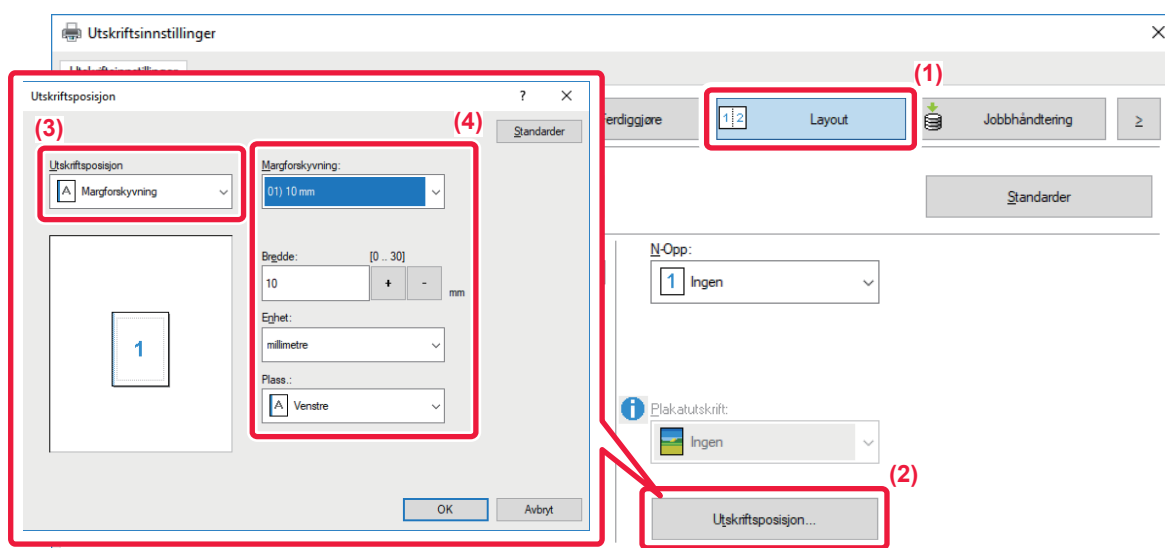 Utskriftsinnstillinger
(1)
Utskriftsposisjon
?
(3)
(4)
Standarder
Utskriftsposisjon
A Margforskyvning
Margforskyvning:
01) 10 mm
Bredde: [0 .. 30]
10 + - mm
Enhet:
millimetre
Plass.:
A Venstre
1
OK Avbryt
1 2 Layout
Jobbhåndtering
≥
Standarder
N-Opp:
1 Ingen
Plakatutskrift:
Ingen
(2)
Utskriftsposisjon...